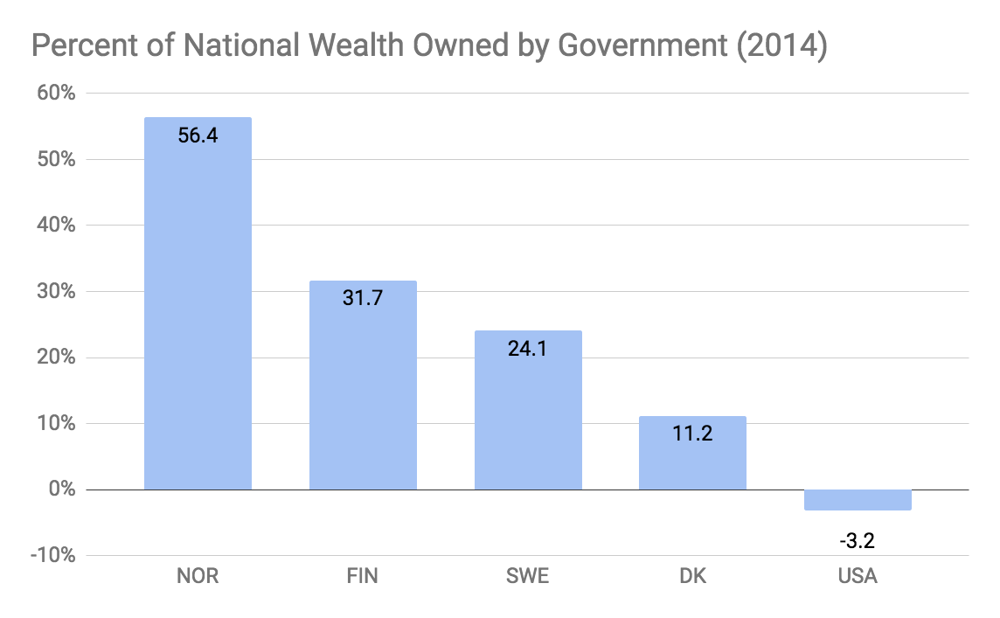 Percent of National Wealth Owned by Government (2014)
60%
50%
40%
30%
20%
10%
0%
-10%
56.4
31.7
24.1
11.2
-3.2
NOR
FIN
SWE
DK
USA